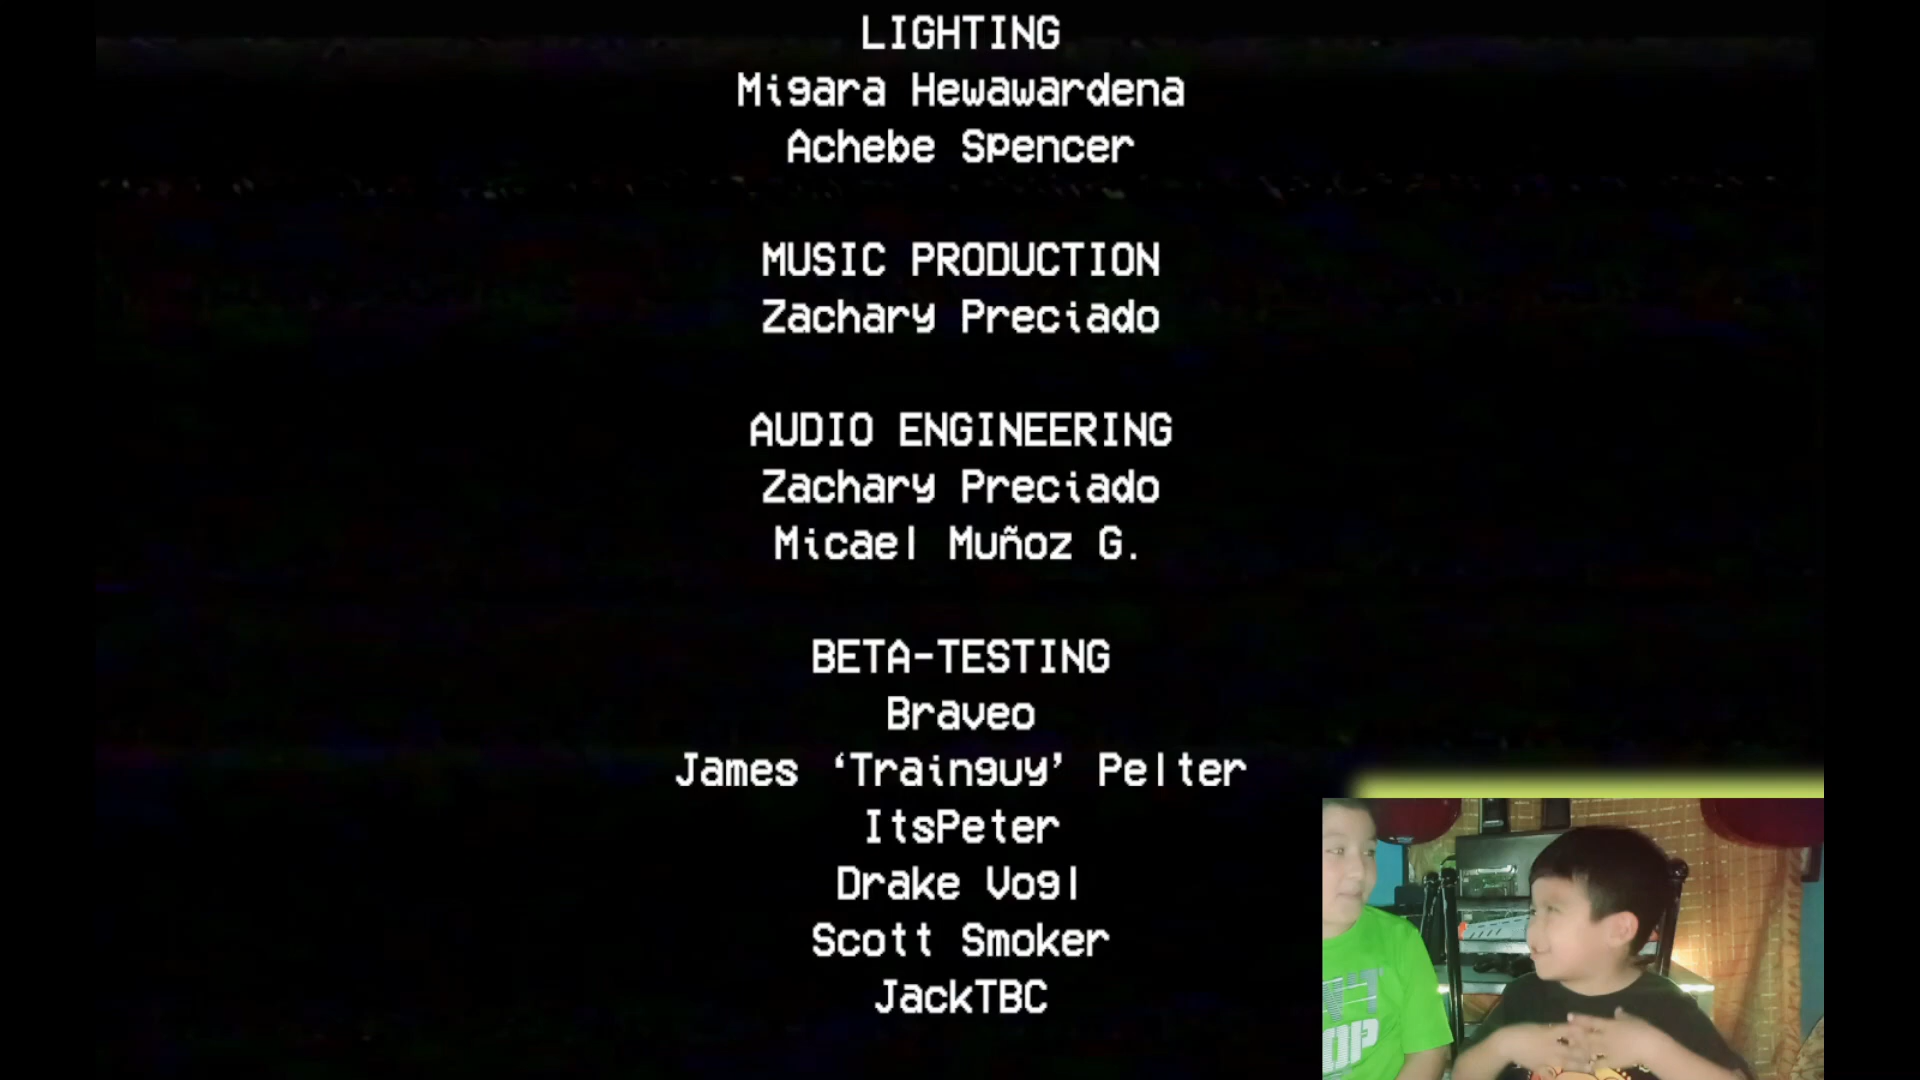 LIGHTING
Migara Hewawardena
Achebe Spencer
MUSIC PRODUCTION
Zachary Preciado
AUDIO ENGINEERING
Zachary Preciado
Micael Muñoz G.
BETA-TESTING
Braveo
James ‘Trainguy’ Pelter
ItsPeter
Drake Vogl
Scott Smoker
JackTBC